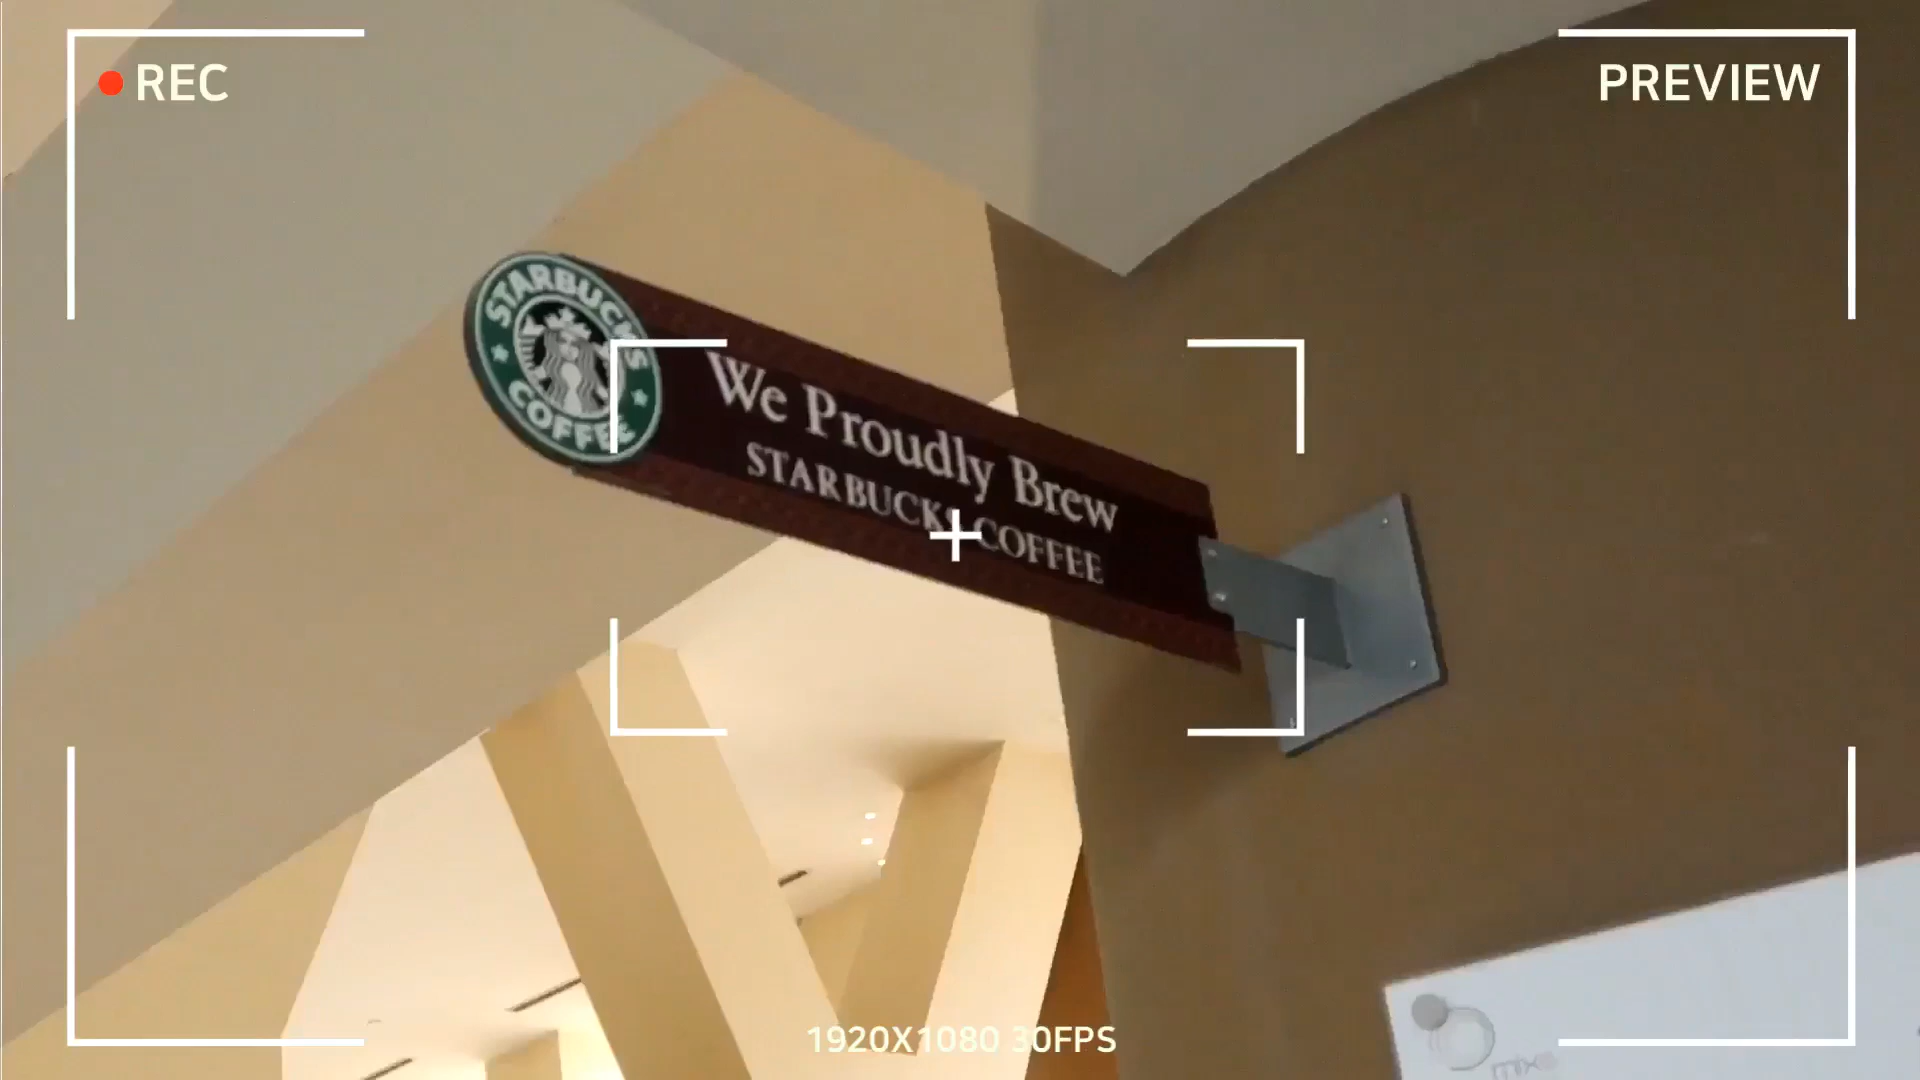 REC
PREVIEW
STARBUCKS
COFFEE
We Proudly Brew
STARBUCKS COFFEE
1920X1080 30FPS